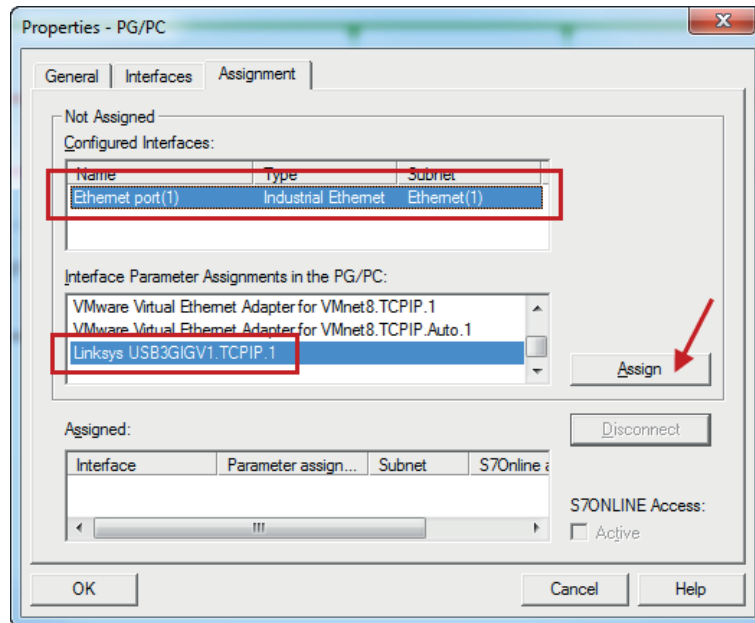 Properties - PG/PC
X
General Interfaces Assignment
Not Assigned
Configured Interfaces:
Name Type Subnet
Ethernet port(1) Industrial Ethernet Ethernet(1)
Interface Parameter Assignments in the PG/PC:
VMware Virtual Ethernet Adapter for VMnet8.TCPIP.1
VMware Virtual Ethernet Adapter for VMnet8.TCPIP.Auto.1
Linksys USB3GIGV1.TCPIP.1
Assign
Assigned:
Disconnect
Interface Parameter assign... Subnet S7Online a
S7ONLINE Access:
Active
OK Cancel Help